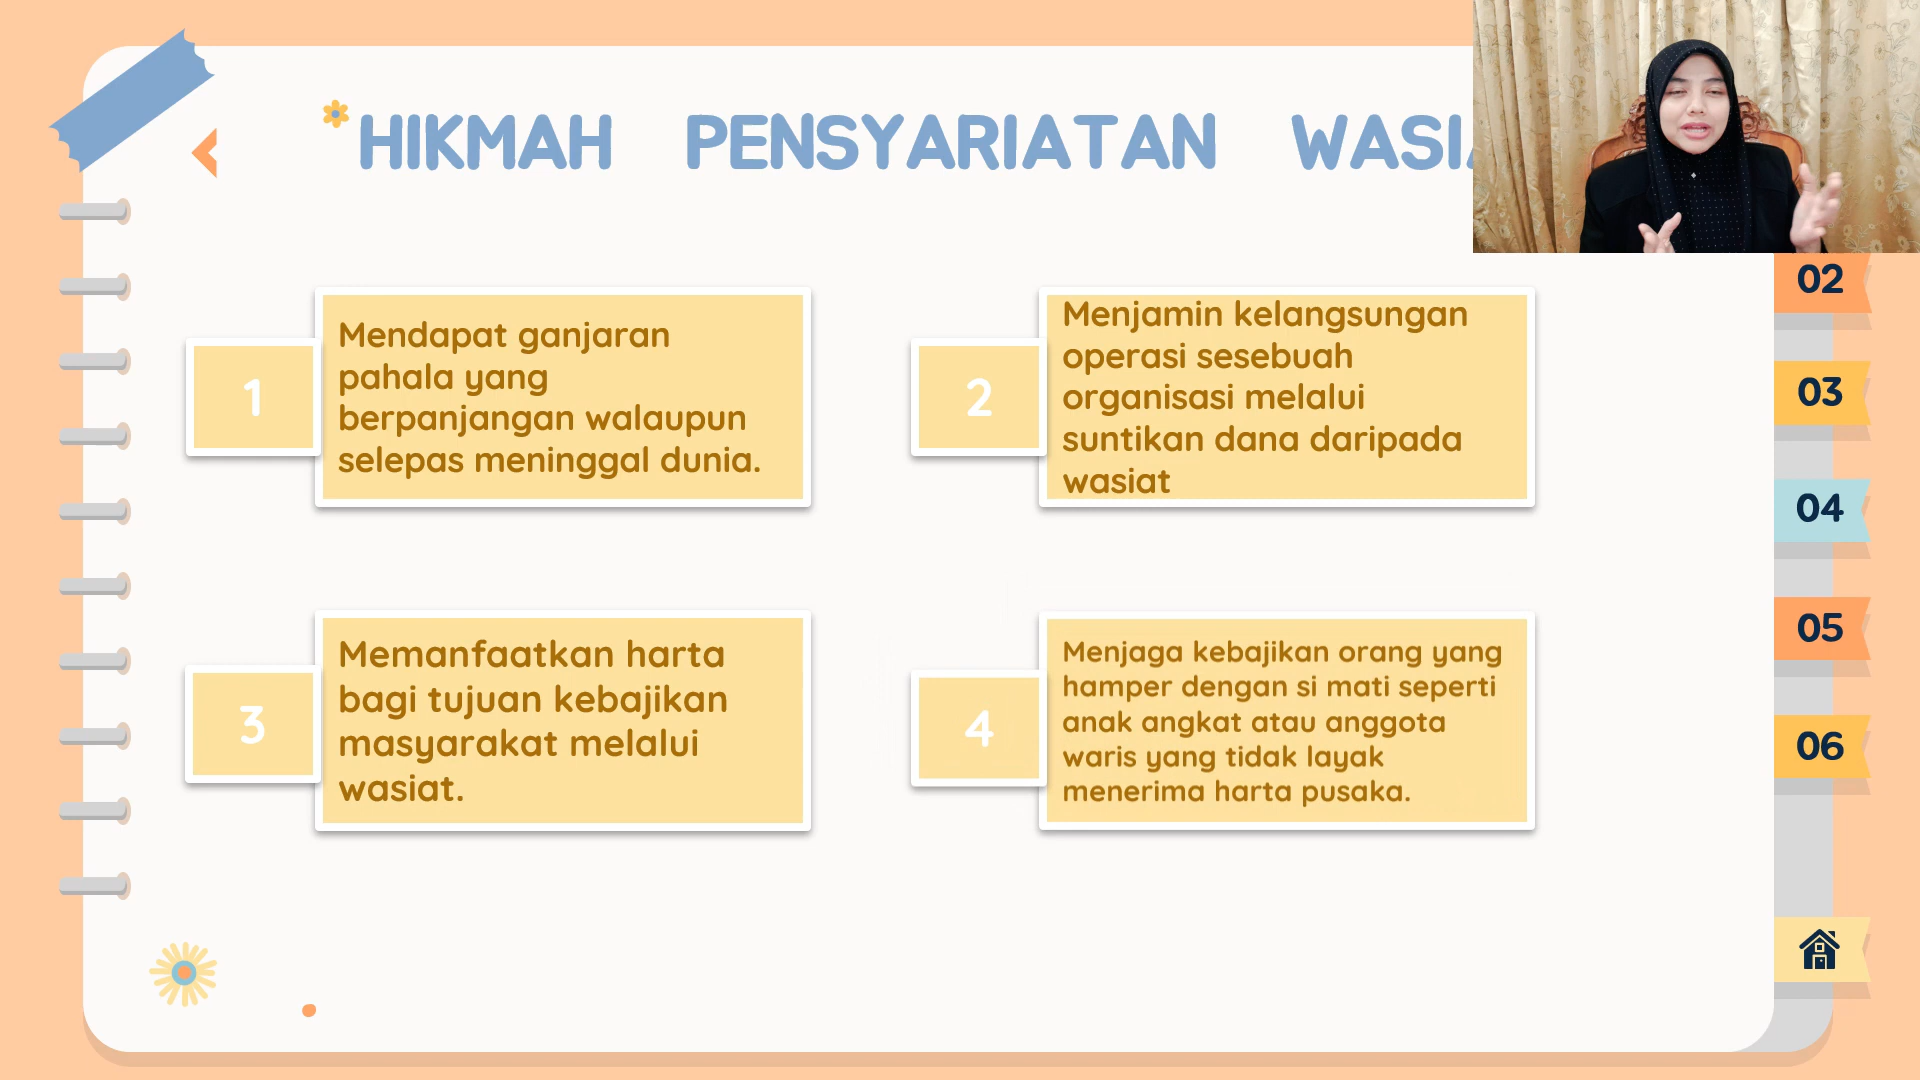 HIKMAH PENSYARIATAN
1
Mendapat ganjaran
pahala yang
berpanjangan walaupun
selepas meninggal dunia.
2
Menjamin kelangsungan
operasi sesebuah
organisasi melalui
suntikan dana daripada
wasiat
3
Memanfaatkan harta
bagi tujuan kebajikan
masyarakat melalui
wasiat.
4
Menjaga kebajikan orang yang
hamper dengan si mati seperti
anak angkat atau anggota
waris yang tidak layak
menerima harta pusaka.
02
03
04
05
06